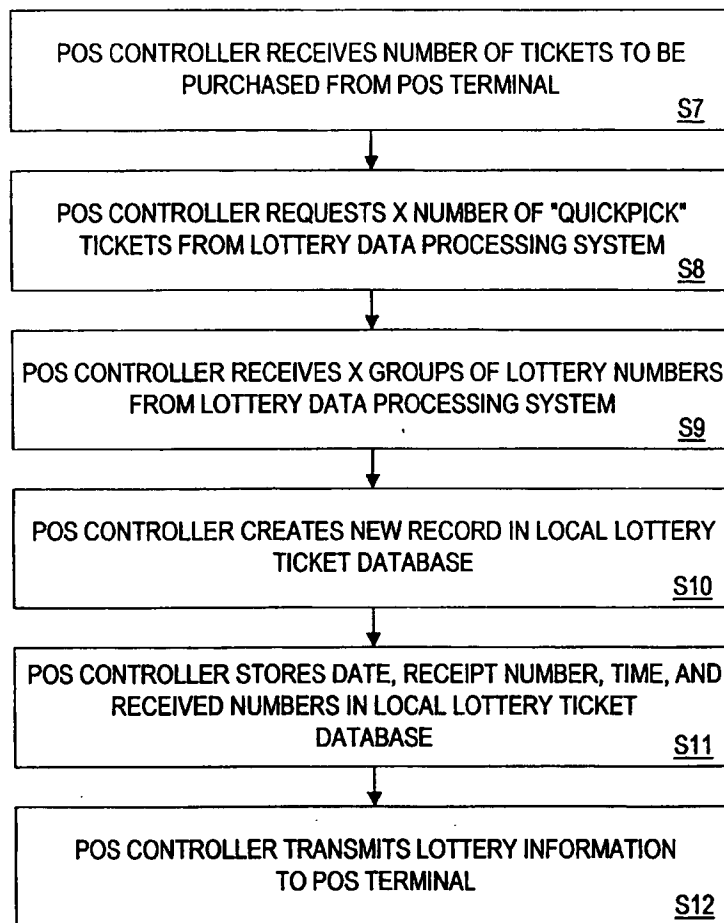 POS CONTROLLER RECEIVES NUMBER OF TICKETS TO BE
PURCHASED FROM POS TERMINAL
S7
POS CONTROLLER REQUESTS X NUMBER OF "QUICKPICK"
TICKETS FROM LOTTERY DATA PROCESSING SYSTEM
S8
POS CONTROLLER RECEIVES X GROUPS OF LOTTERY NUMBERS
FROM LOTTERY DATA PROCESSING SYSTEM
S9
POS CONTROLLER CREATES NEW RECORD IN LOCAL LOTTERY
TICKET DATABASE
S10
POS CONTROLLER STORES DATE, RECEIPT NUMBER, TIME, AND
RECEIVED NUMBERS IN LOCAL LOTTERY TICKET
DATABASE
S11
POS CONTROLLER TRANSMITS LOTTERY INFORMATION
TO POS TERMINAL
S12